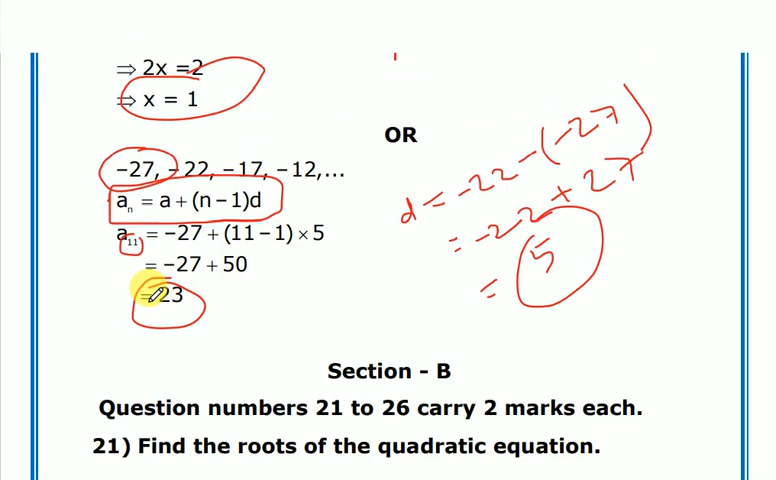 ⇒ 2x = 2
⇒ x = 1
OR
-27, -22, -17, -12,...
aₙ = a + (n - 1)d
a₁₁ = -27 + (11 - 1) × 5
= -27 + 50
= 23
d = -22 - (-27)
= -22 + 27
= 5
Section - B
Question numbers 21 to 26 carry 2 marks each.
21) Find the roots of the quadratic equation.